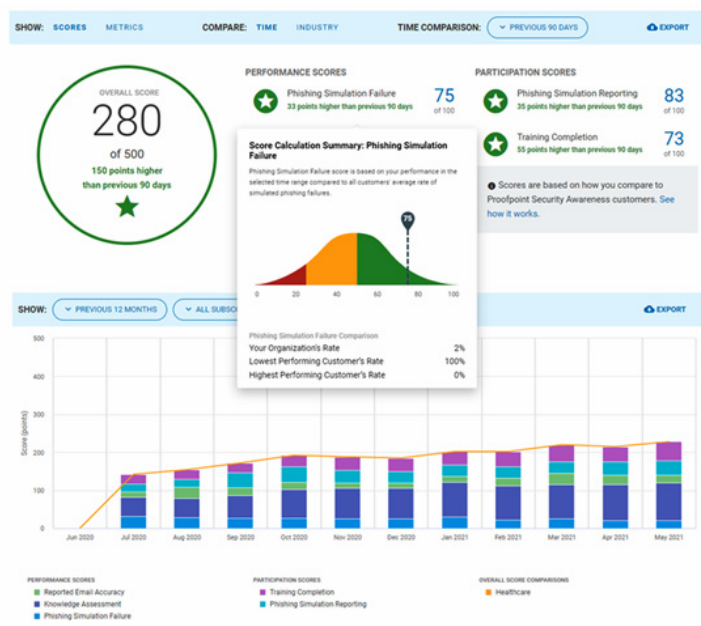 SHOW: SCORES METRICS COMPARE: TIME INDUSTRY TIME COMPARISON: PREVIOUS 90 DAYS EXPORT
OVERALL SCORE
280
of 500
150 points higher
than previous 90 days
PERFORMANCE SCORES
Phishing Simulation Failure
33 points higher than previous 90 days
75
of 100
PARTICIPATION SCORES
Phishing Simulation Reporting
35 points higher than previous 90 days
83
of 100
Training Completion
55 points higher than previous 90 days
73
of 100
Scores are based on how you compare to
Proofpoint Security Awareness customers. See
how it works.
Score Calculation Summary: Phishing Simulation
Failure
Phishing Simulation Failure score is based on your performance in the
selected time range compared to all customers' average rate of
simulated phishing failures.
75
0 20 40 60 80 100
Phishing Simulation Failure Comparison
Your Organization's Rate 2%
Lowest Performing Customer's Rate 100%
Highest Performing Customer's Rate 0%
SHOW: PREVIOUS 12 MONTHS ALL EXPORT
Score (points)
500
400
300
200
100
0
Jun 2020 Jul 2020 Aug 2020 Sep 2020 Oct 2020 Nov 2020 Dec 2020 Jan 2021 Feb 2021 Mar 2021 Apr 2021 May 2021
PERFORMANCE SCORES
Reported Email Accuracy
Knowledge Assessment
Phishing Simulation Failure
PARTICIPATION SCORES
Training Completion
Phishing Simulation Reporting
OVERALL SCORE COMPARISONS
Healthcare